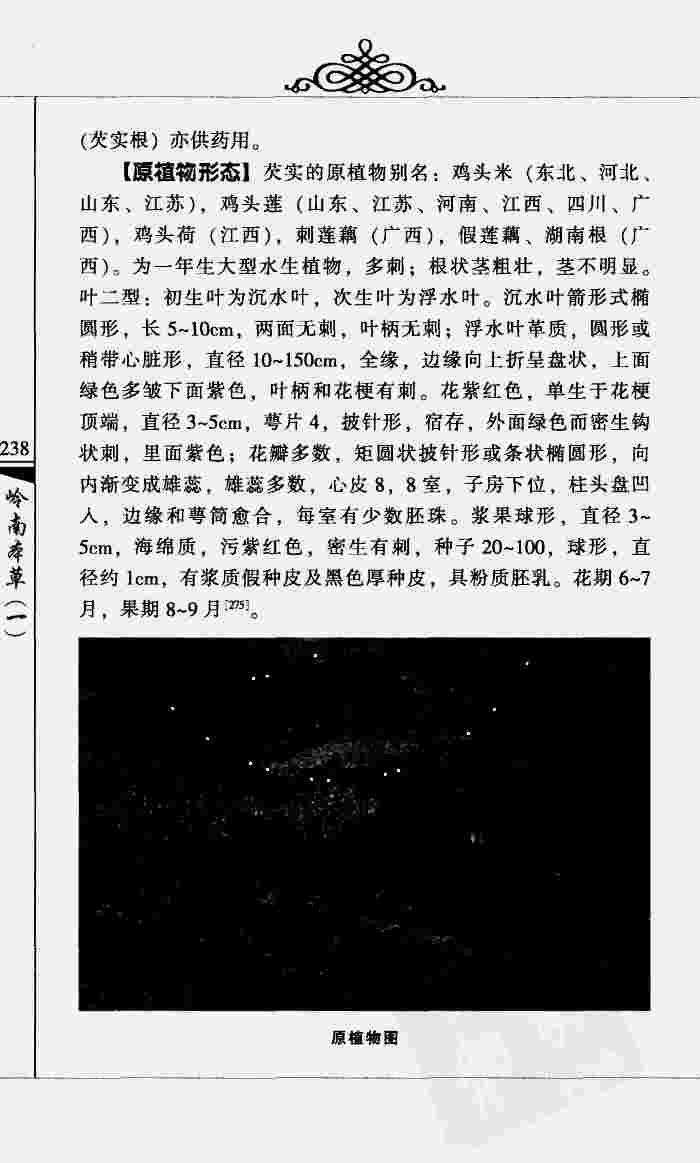 (芡实根）亦供药用。
【原植物形态】芡实的原植物别名：鸡头米（东北、河北、
山东、江苏），鸡头莲（山东、江苏、河南、江西、四川、广
西），鸡头荷（江西），刺莲藕（广西），假莲藕、湖南根（广
西）。为一年生大型水生植物，多刺；根状茎粗壮，茎不明显。
叶二型：初生叶为沉水叶，次生叶为浮水叶。沉水叶箭形式椭
圆形，长 5~10cm，两面无刺，叶柄无刺；浮水叶革质，圆形或
稍带心脏形，直径 10~150cm，全缘，边缘向上折呈盘状，上面
绿色多皱下面紫色，叶柄和花梗有刺。花紫红色，单生于花梗
顶端，直径 3~5cm，萼片 4，披针形，宿存，外面绿色而密生钩
状刺，里面紫色；花瓣多数，矩圆状披针形或条状椭圆形，向
内渐变成雄蕊，雄蕊多数，心皮 8，8 室，子房下位，柱头盘凹
人，边缘和萼筒愈合，每室有少数胚珠。浆果球形，直径 3~
5cm，海绵质，污紫红色，密生有刺，种子 20~100，球形，直
径约 1cm，有浆质假种皮及黑色厚种皮，具粉质胚乳。花期 6~7
月，果期 8~9 月[275]。
原植物图
238
岭南本草（一）